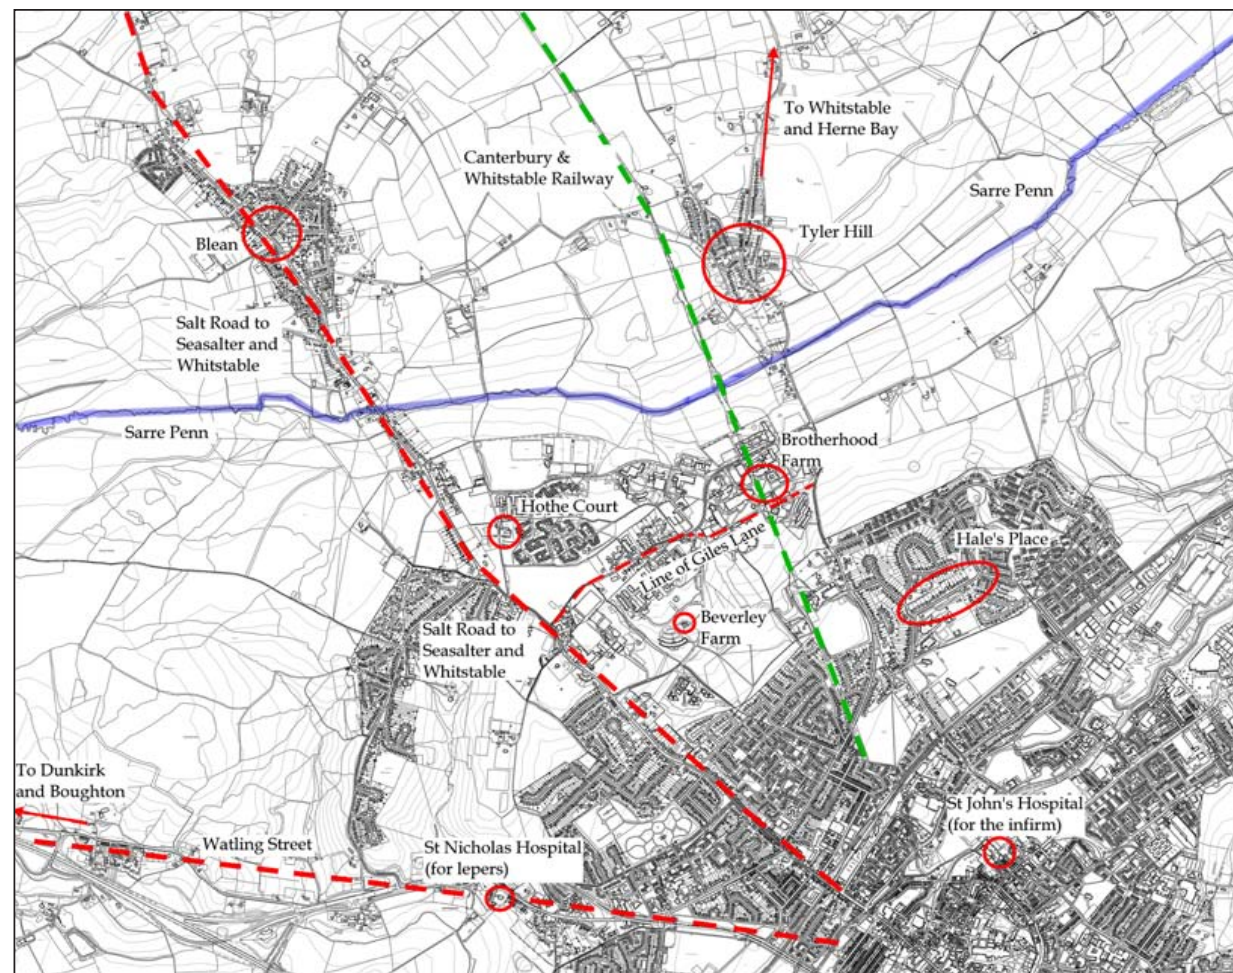 To Whitstable
and Herne Bay
Canterbury &
Whitstable Railway
Sarre Penn
Tyler Hill
Blean
Salt Road to
Seasalter and
Whitstable
Sarre Penn
Brotherhood
Farm
Hothe Court
Hale's Place
Line of Giles Lane
Beverley
Farm
Salt Road to
Seasalter and
Whitstable
To Dunkirk
and Boughton
St John's Hospital
(for the infirm)
Watling Street
St Nicholas Hospital
(for lepers)